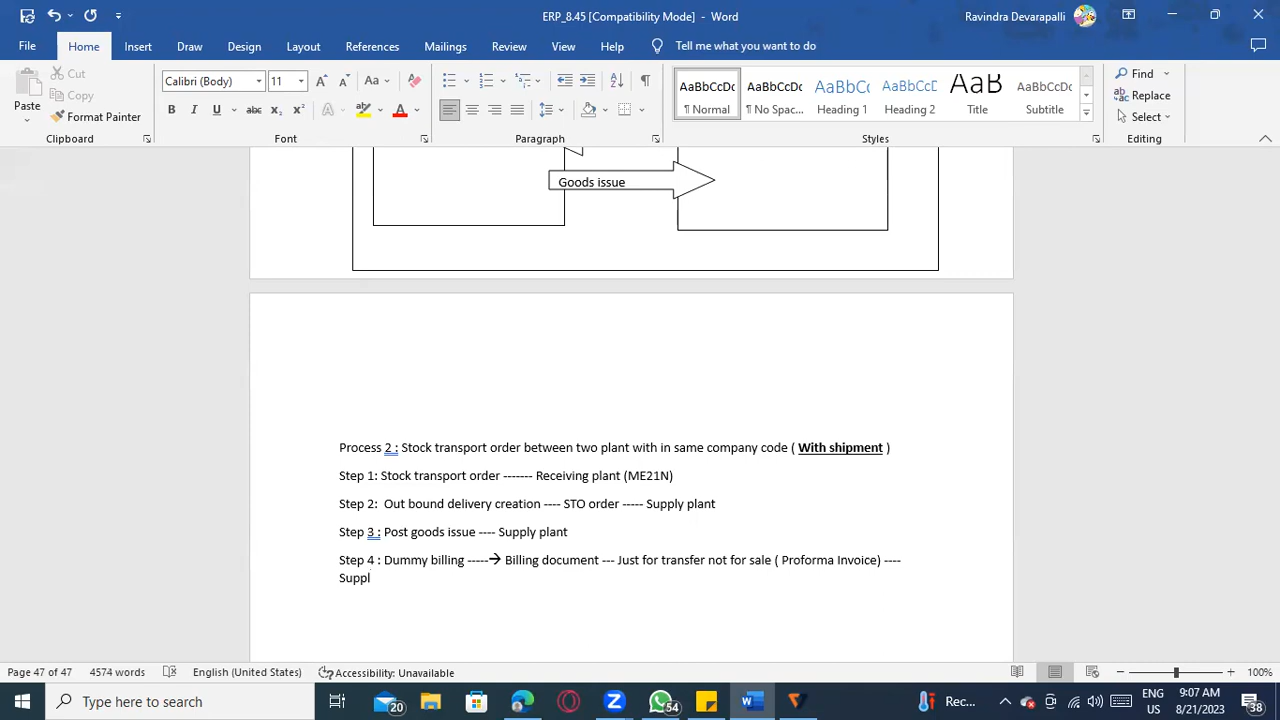 ERP_8.45 [Compatibility Mode] - Word
Ravindra Devarapalli
File Home Insert Draw Design Layout References Mailings Review View Help Tell me what you want to do
Paste
Cut
Copy
Format Painter
Clipboard
Calibri (Body) 11
Font
Paragraph
AaBbCcDc ¶ Normal
AaBbCcDc ¶ No Spac...
AaBbC( Heading 1
AaBbCcD Heading 2
AaB Title
AaBbCcD Subtitle
Styles
Find
Replace
Select
Editing
Goods issue
Process 2 : Stock transport order between two plant with in same company code ( With shipment )
Step 1: Stock transport order ------- Receiving plant (ME21N)
Step 2: Out bound delivery creation ---- STO order ----- Supply plant
Step 3 : Post goods issue ---- Supply plant
Step 4 : Dummy billing -----→ Billing document --- Just for transfer not for sale ( Proforma Invoice) ----
Suppl
Page 47 of 47 4574 words English (United States) Accessibility: Unavailable 100%
Type here to search
20
54
Rec...
ENG
US
9:07 AM
8/21/2023
38